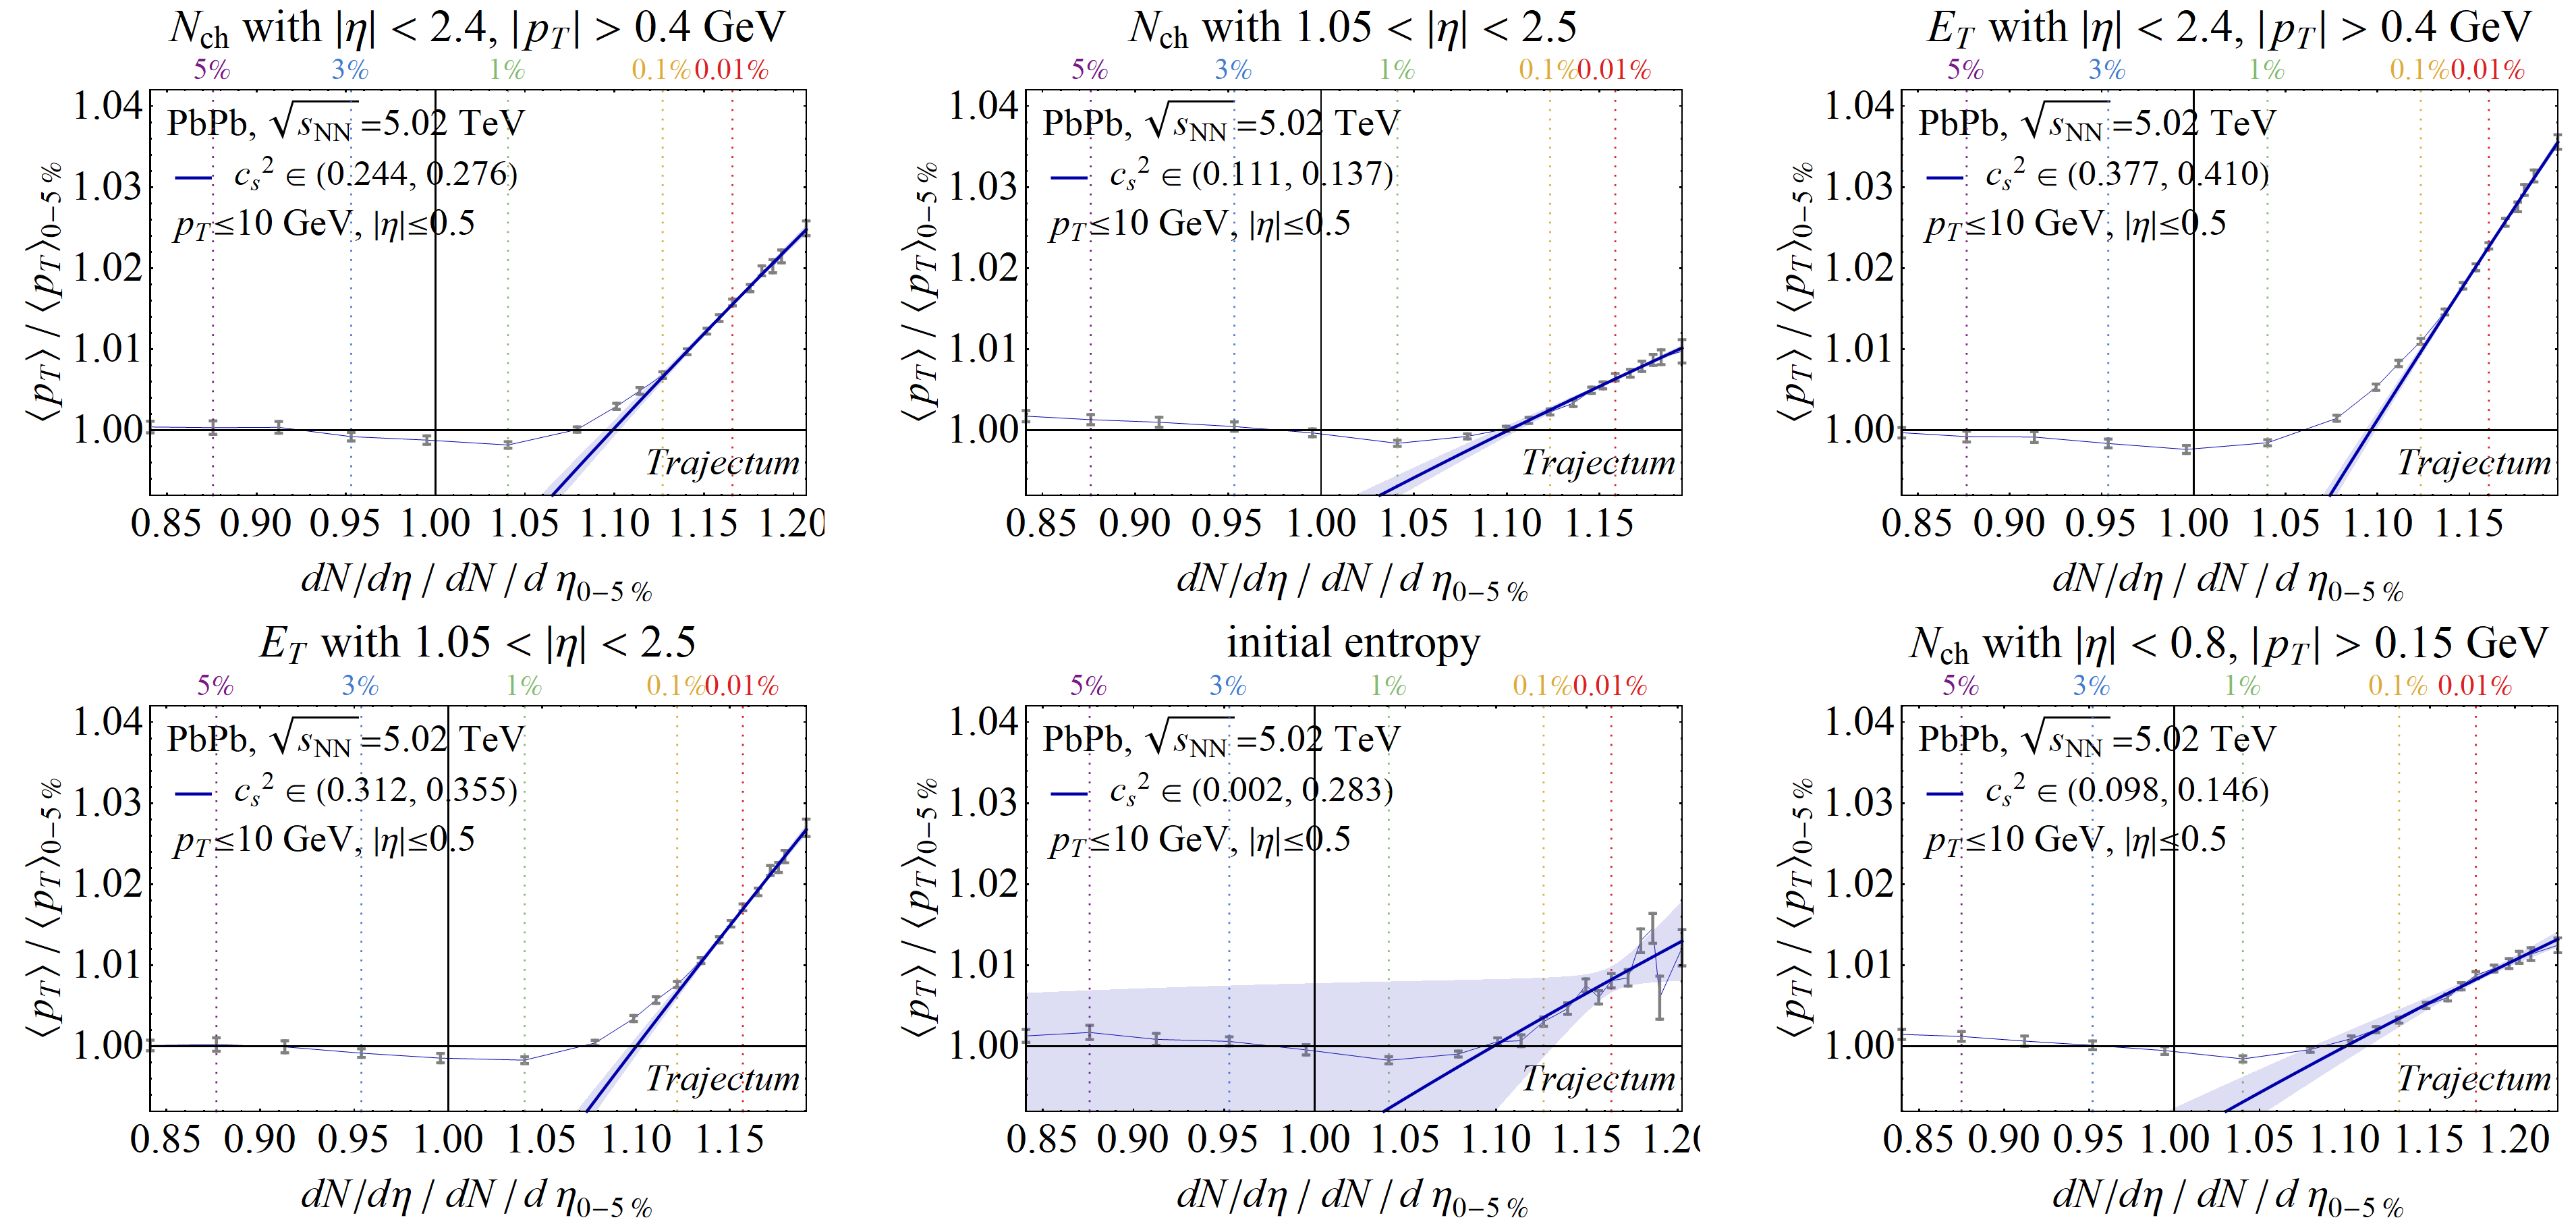 N_ch with |η| < 2.4, |p_T| > 0.4 GeV
5% 3% 1% 0.1% 0.01%
1.04
PbPb, √s_NN =5.02 TeV
c_s^2 ∈ (0.244, 0.276)
1.03
p_T≤10 GeV, |η|≤0.5
1.02
1.01
1.00
Trajectum
⟨p_T⟩ / ⟨p_T⟩_0−5 %
0.85 0.90 0.95 1.00 1.05 1.10 1.15 1.20
dN/dη / dN / d η_0−5 %
N_ch with 1.05 < |η| < 2.5
5% 3% 1% 0.1% 0.01%
1.04
PbPb, √s_NN =5.02 TeV
c_s^2 ∈ (0.111, 0.137)
1.03
p_T≤10 GeV, |η|≤0.5
1.02
1.01
1.00
Trajectum
⟨p_T⟩ / ⟨p_T⟩_0−5 %
0.85 0.90 0.95 1.00 1.05 1.10 1.15
dN/dη / dN / d η_0−5 %
E_T with |η| < 2.4, |p_T| > 0.4 GeV
5% 3% 1% 0.1% 0.01%
1.04
PbPb, √s_NN =5.02 TeV
c_s^2 ∈ (0.377, 0.410)
1.03
p_T≤10 GeV, |η|≤0.5
1.02
1.01
1.00
Trajectum
⟨p_T⟩ / ⟨p_T⟩_0−5 %
0.85 0.90 0.95 1.00 1.05 1.10 1.15
dN/dη / dN / d η_0−5 %
E_T with 1.05 < |η| < 2.5
5% 3% 1% 0.1% 0.01%
1.04
PbPb, √s_NN =5.02 TeV
c_s^2 ∈ (0.312, 0.355)
1.03
p_T≤10 GeV, |η|≤0.5
1.02
1.01
1.00
Trajectum
⟨p_T⟩ / ⟨p_T⟩_0−5 %
0.85 0.90 0.95 1.00 1.05 1.10 1.15
dN/dη / dN / d η_0−5 %
initial entropy
5% 3% 1% 0.1% 0.01%
1.04
PbPb, √s_NN =5.02 TeV
c_s^2 ∈ (0.002, 0.283)
1.03
p_T≤10 GeV, |η|≤0.5
1.02
1.01
1.00
Trajectum
⟨p_T⟩ / ⟨p_T⟩_0−5 %
0.85 0.90 0.95 1.00 1.05 1.10 1.15 1.20
dN/dη / dN / d η_0−5 %
N_ch with |η| < 0.8, |p_T| > 0.15 GeV
5% 3% 1% 0.1% 0.01%
1.04
PbPb, √s_NN =5.02 TeV
c_s^2 ∈ (0.098, 0.146)
1.03
p_T≤10 GeV, |η|≤0.5
1.02
1.01
1.00
Trajectum
⟨p_T⟩ / ⟨p_T⟩_0−5 %
0.85 0.90 0.95 1.00 1.05 1.10 1.15 1.20
dN/dη / dN / d η_0−5 %